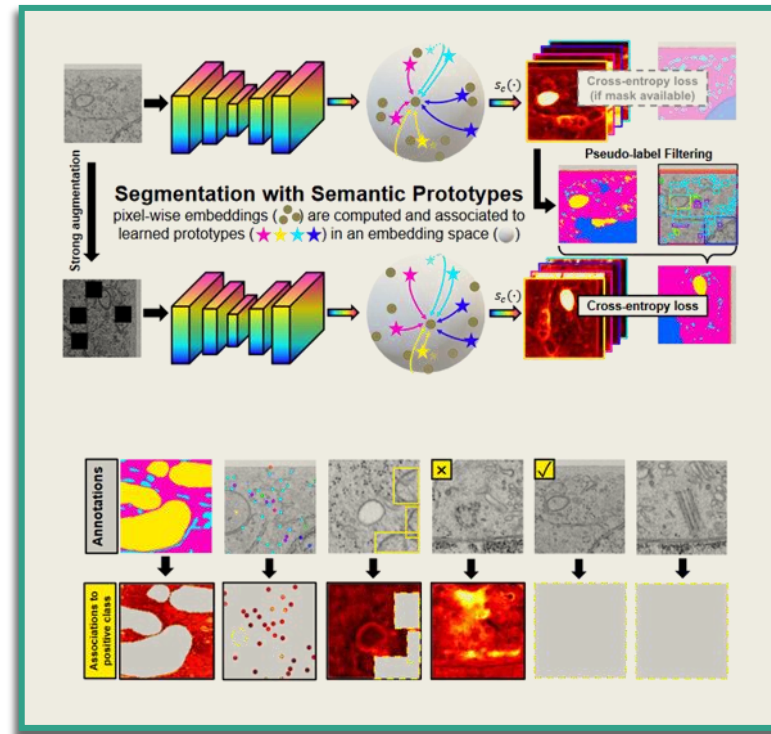 s_c(·)
Cross-entropy loss
(if mask available)
Pseudo-label Filtering
Strong augmentation
Segmentation with Semantic Prototypes
pixel-wise embeddings ( ) are computed and associated to
learned prototypes (★★★★) in an embedding space ( )
s_c(·)
Cross-entropy loss
Annotations
Associations to
positive class